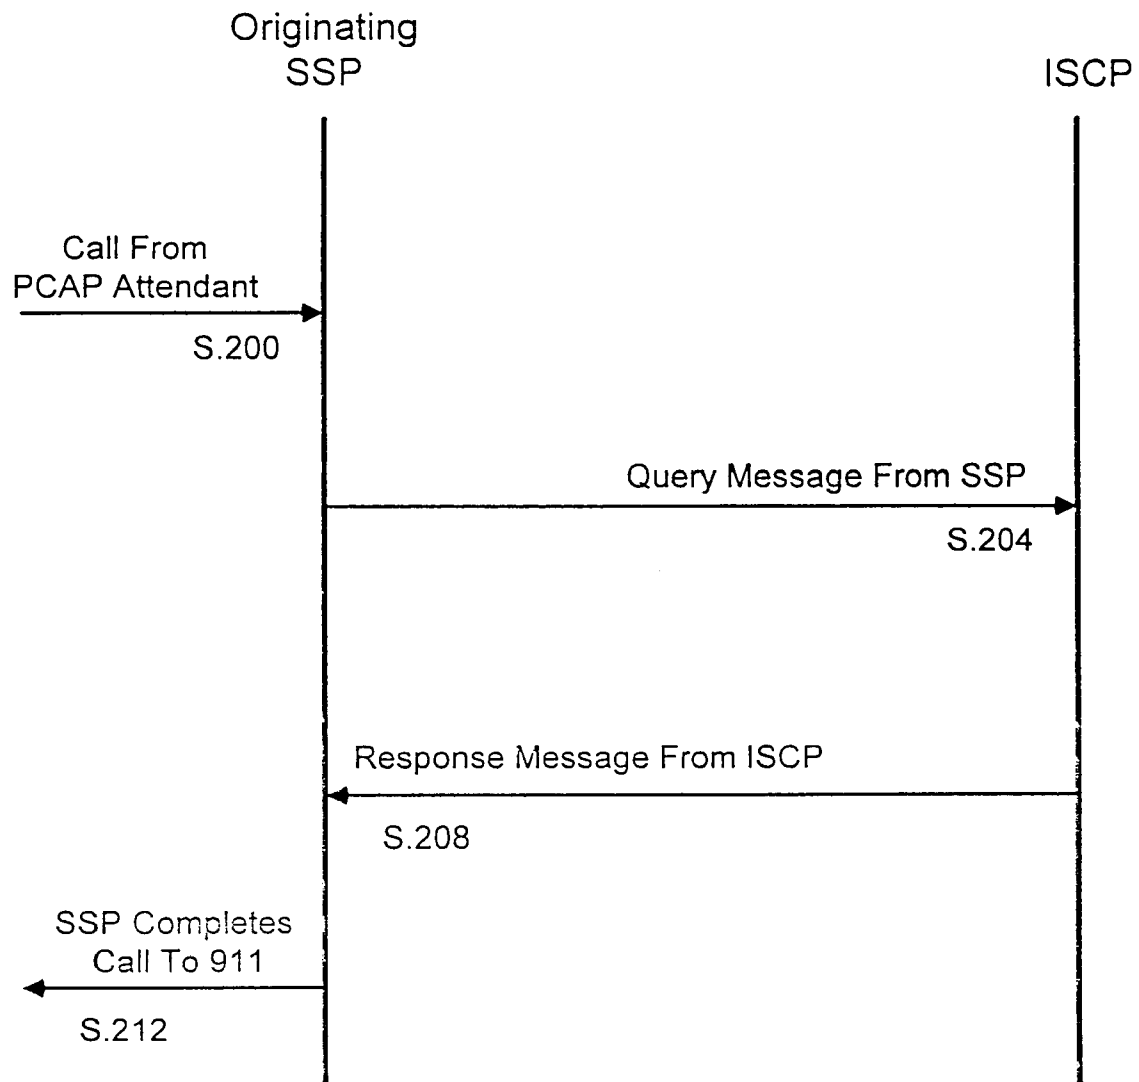 Originating
SSP
ISCP
Call From
PCAP Attendant
S.200
Query Message From SSP
S.204
Response Message From ISCP
S.208
SSP Completes
Call To 911
S.212